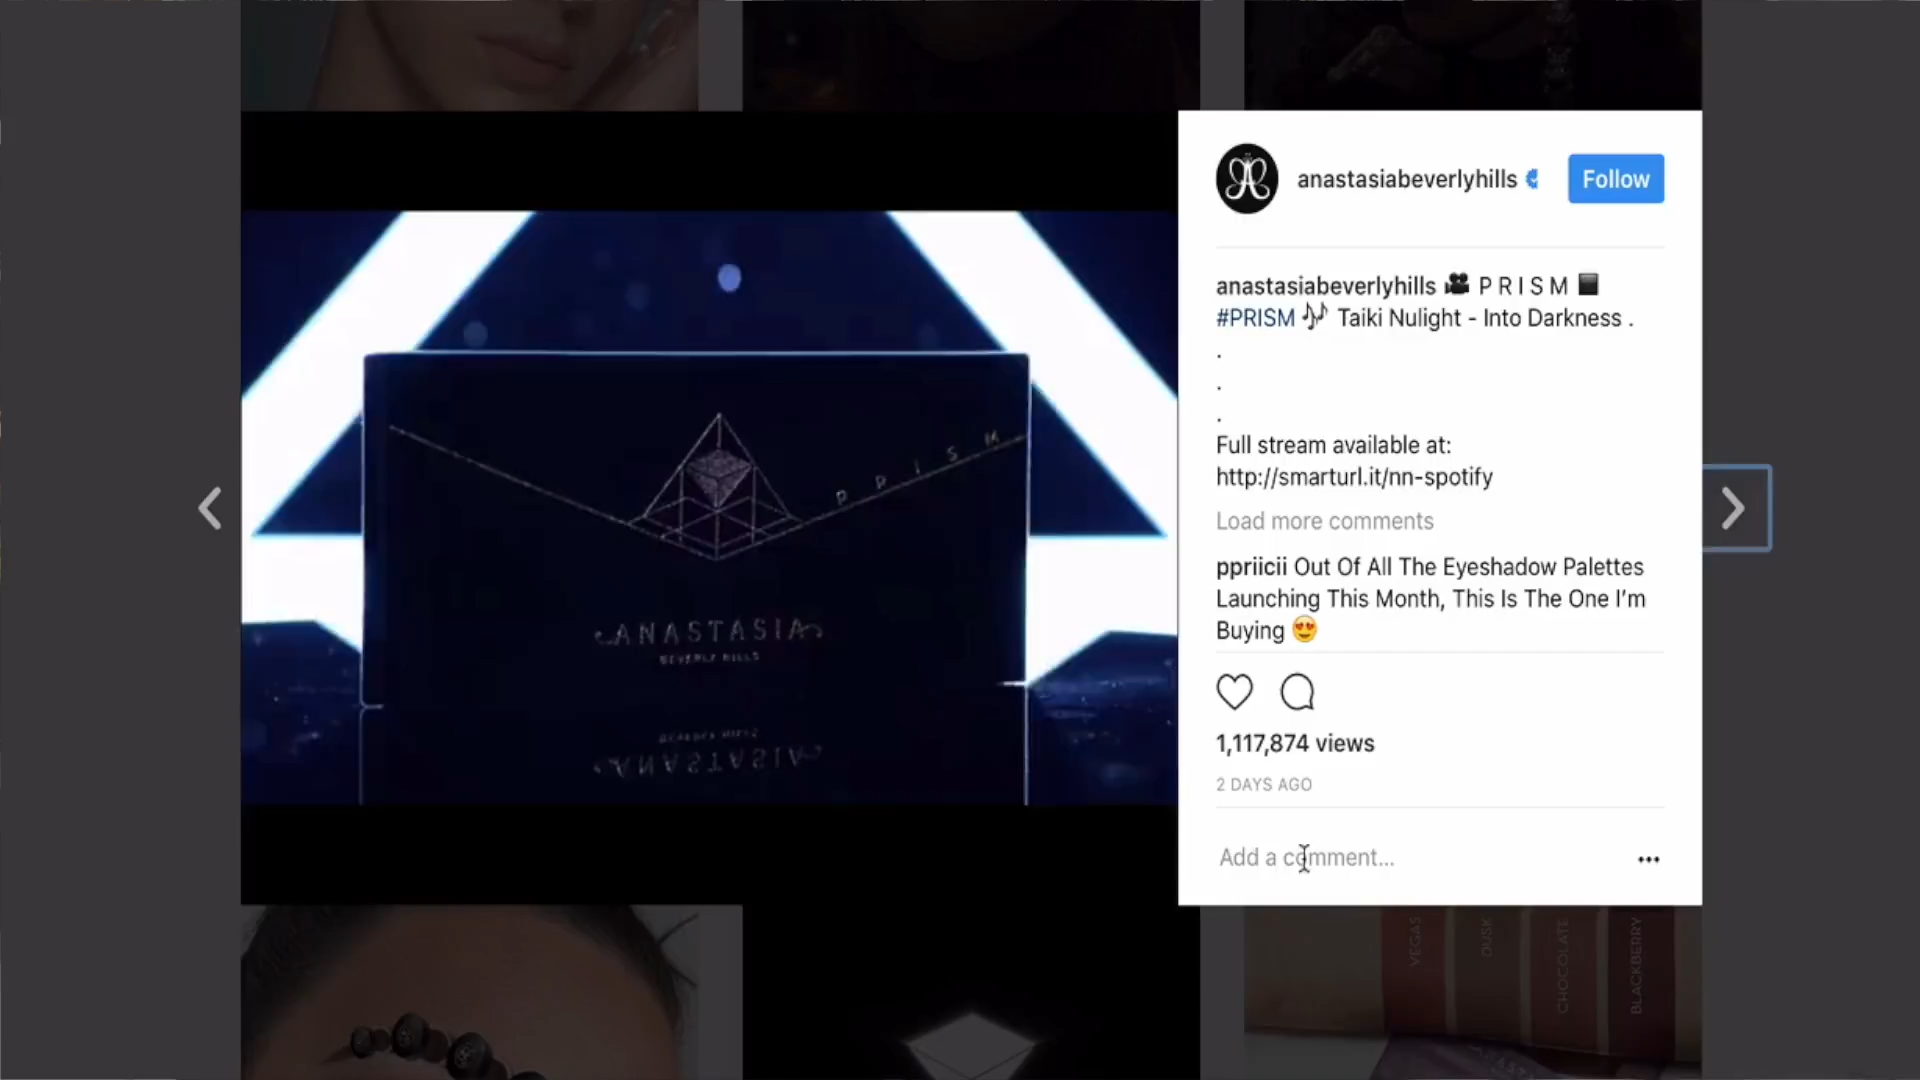 anastasiabeverlyhills Follow
anastasiabeverlyhills 🎥 P R I S M ⬛
#PRISM 🎶 Taiki Nulight - Into Darkness .
.
.
.
Full stream available at:
http://smarturl.it/nn-spotify
Load more comments
ppriicii Out Of All The Eyeshadow Palettes
Launching This Month, This Is The One I'm
Buying 😍
1,117,874 views
2 DAYS AGO
Add a comment...
P R I S M
ANASTASIA
BEVERLY HILLS
VEGAS
DUSK
CHOCOLATE
BLACKBERRY